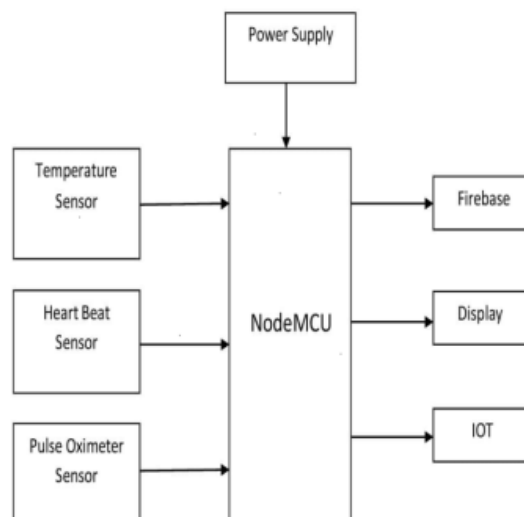 Power Supply
Temperature
Sensor
Firebase
Heart Beat
Sensor
NodeMCU
Display
Pulse Oximeter
Sensor
IOT